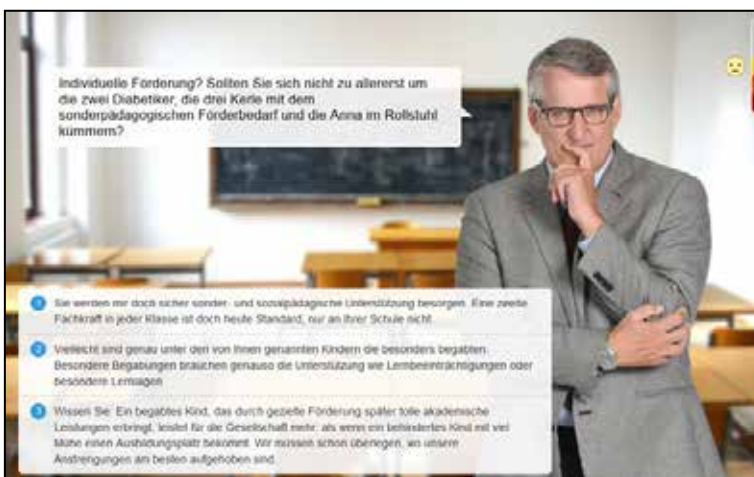 Individuelle Förderung? Sollten Sie sich nicht zu allererst um
die zwei Diabetiker, die drei Kerle mit dem
sonderpädagogischen Förderbedarf und die Anna im Rollstuhl
kümmern?
1 Sie werden mir doch sicher sonder- und sozialpädagische Unterstützung besorgen. Eine zweite
Fachkraft in jeder Klasse ist doch heute Standard, nur an Ihrer Schule nicht.
2 Vielleicht sind genau unter den von Ihnen genannten Kindern die besonders begabten.
Besondere Begabungen brauchen genauso die Unterstützung wie Lernbeeinträchtigungen oder
besondere Lernlagen
3 Wissen Sie: Ein begabtes Kind, das durch gezielte Förderung später tolle akademische
Leistungen erbringt, leistet für die Gesellschaft mehr, als wenn ein behindertes Kind mit viel
Mühe einen Ausbildungsplatz bekommt. Wir müssen schon überlegen, wo unsere
Anstrengungen am besten aufgehoben sind.